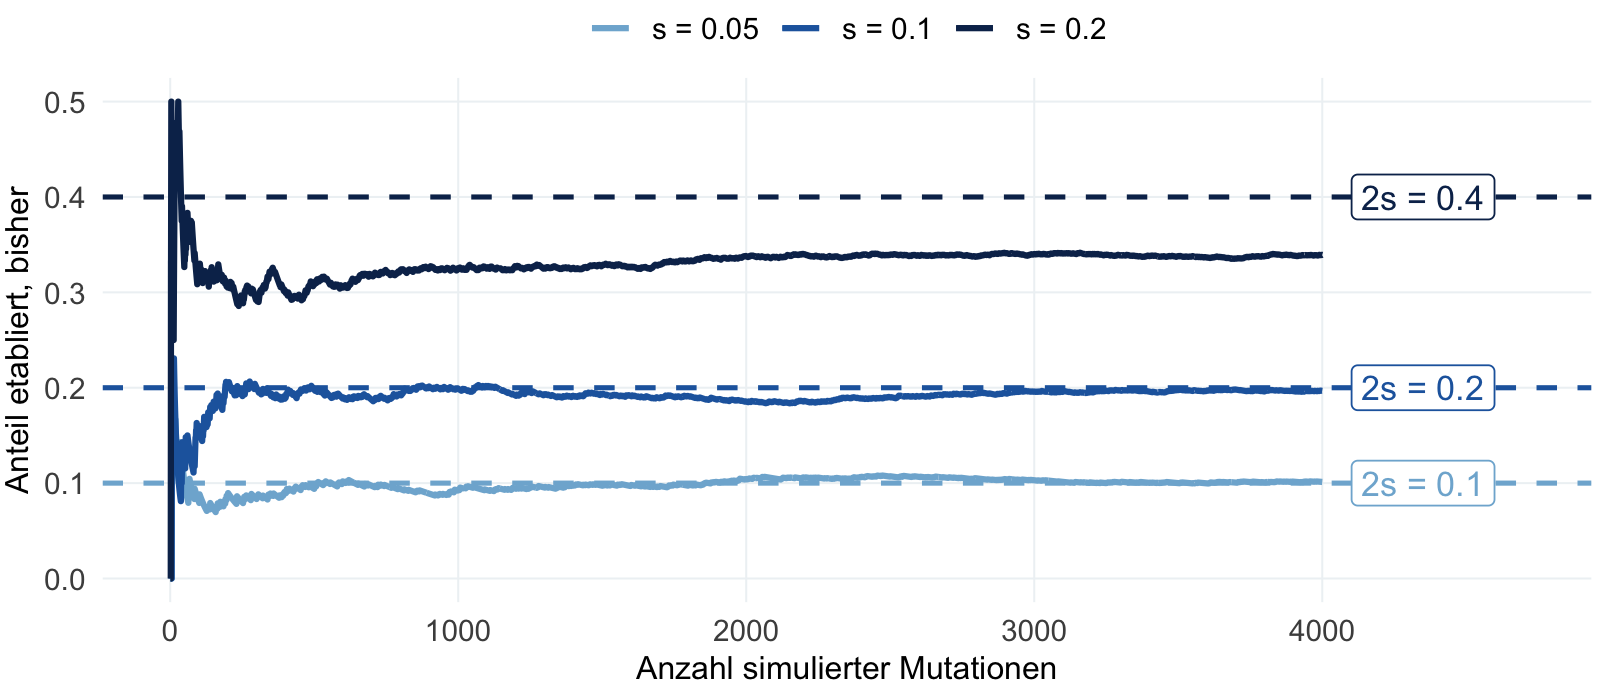 s = 0.05 s = 0.1 s = 0.2
Anteil etabliert, bisher
0.5
0.4
0.3
0.2
0.1
0.0
2s = 0.4
2s = 0.2
2s = 0.1
0 1000 2000 3000 4000
Anzahl simulierter Mutationen